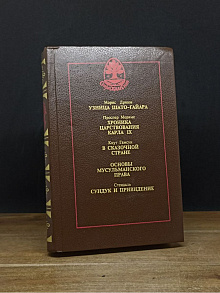 Морис Дрюон
УЗНИЦА ШАТО-ГАЙАРА
Проспер Мериме
ХРОНИКА
ЦАРСТВОВАНИЯ
КАРЛА IX
Кнут Гамсун
В СКАЗОЧНОЙ
СТРАНЕ
ОСНОВЫ
МУСУЛЬМАНСКОГО
ПРАВА
Стендаль
СУНДУК И ПРИВИДЕНИЕ